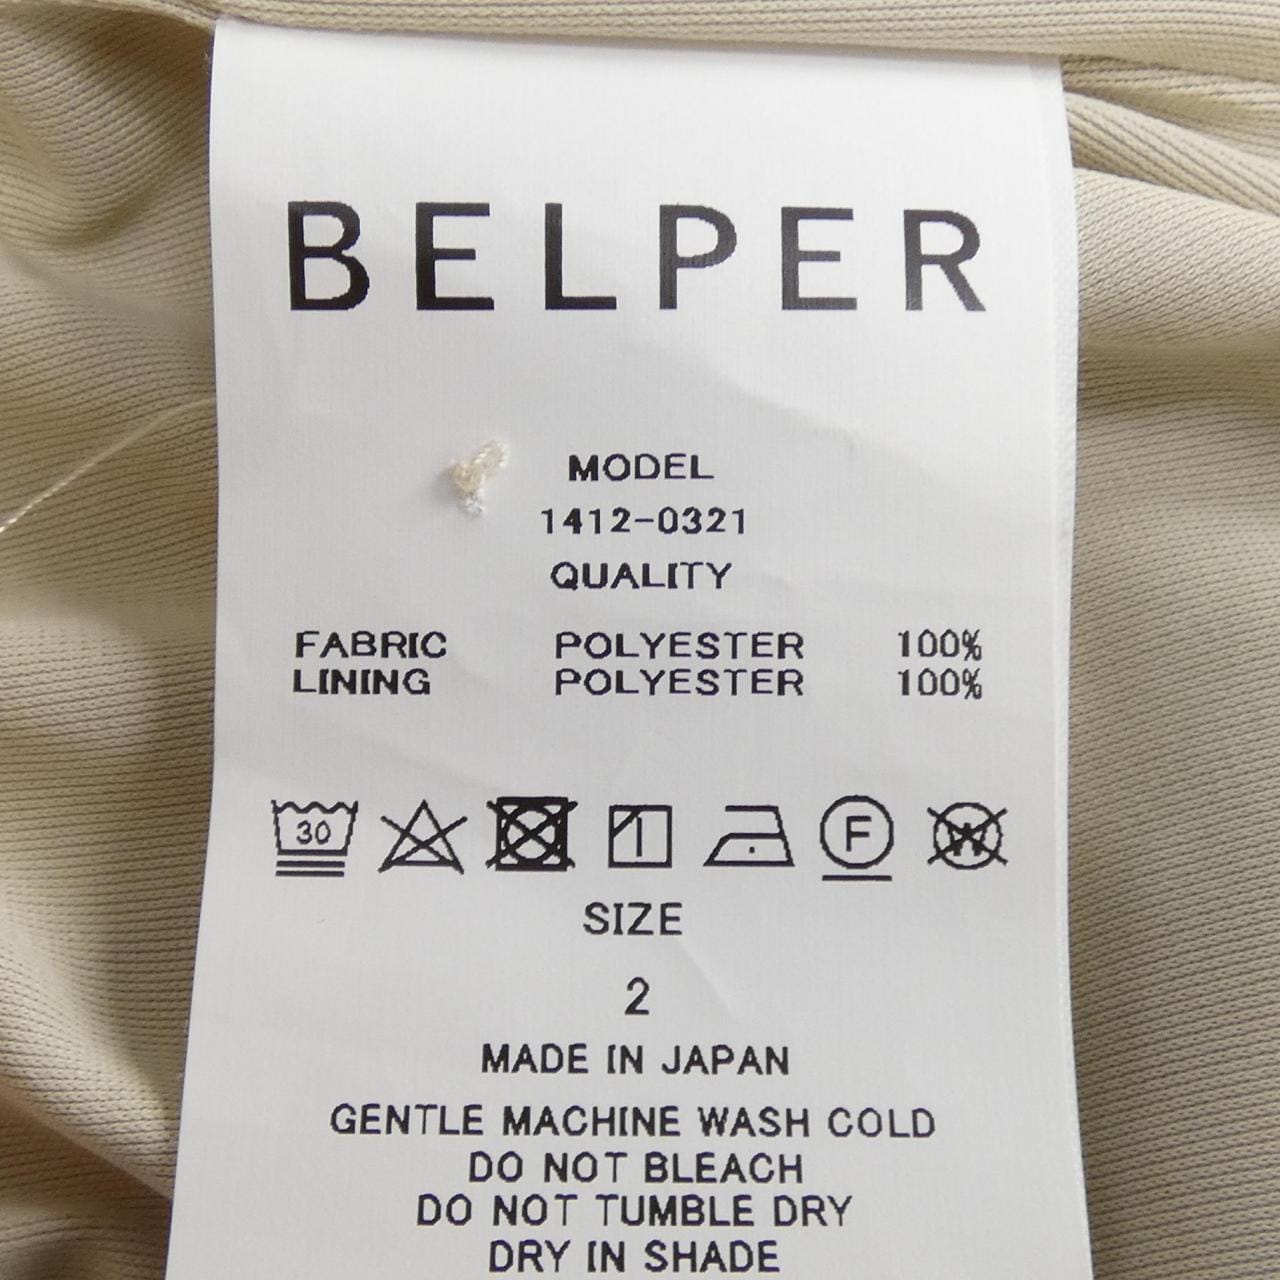 BELPER
MODEL
1412-0321
QUALITY
FABRIC POLYESTER 100%
LINING POLYESTER 100%
30 F W
SIZE
2
MADE IN JAPAN
GENTLE MACHINE WASH COLD
DO NOT BLEACH
DO NOT TUMBLE DRY
DRY IN SHADE